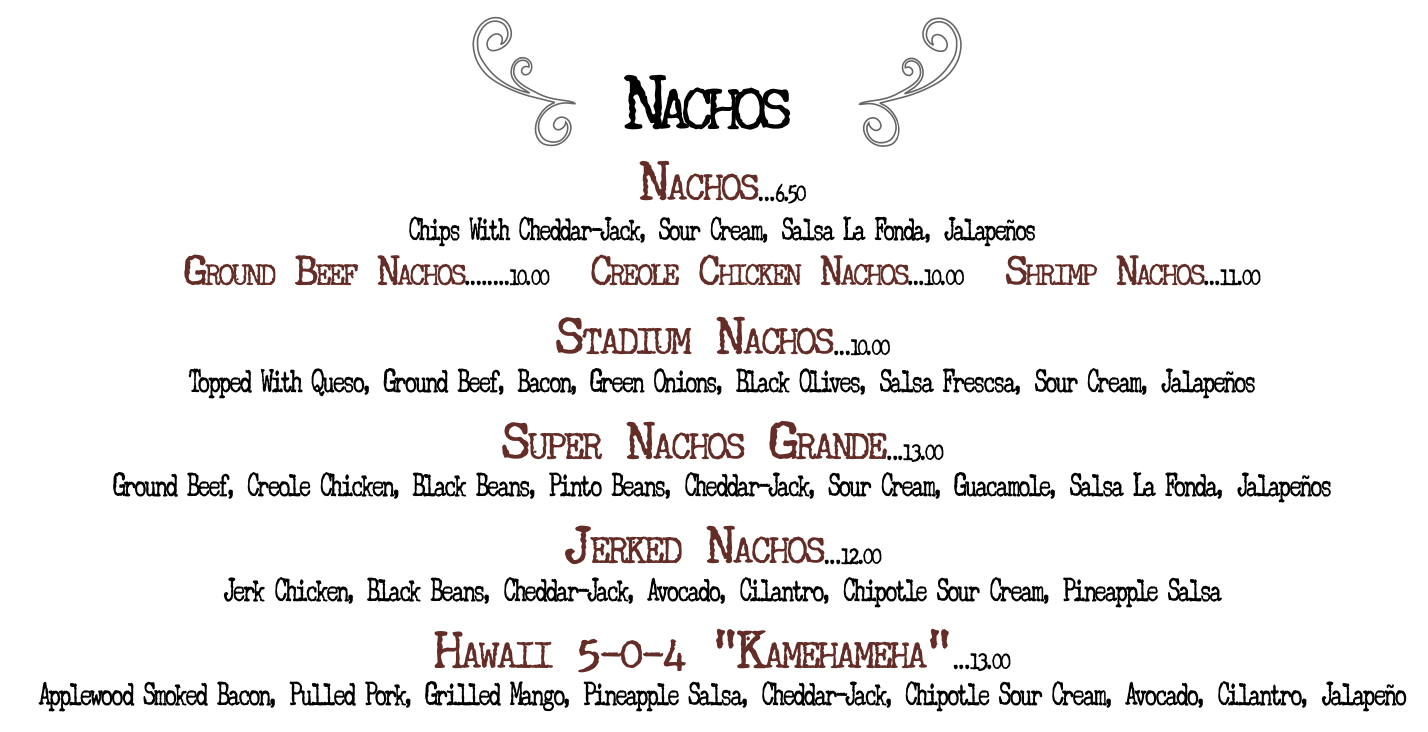 Nachos
Nachos...6.50
Chips With Cheddar-Jack, Sour Cream, Salsa La Fonda, Jalapeños
Ground Beef Nachos........10.00 Creole Chicken Nachos...10.00 Shrimp Nachos...11.00
Stadium Nachos...10.00
Topped With Queso, Ground Beef, Bacon, Green Onions, Black Olives, Salsa Frescsa, Sour Cream, Jalapeños
Super Nachos Grande...13.00
Ground Beef, Creole Chicken, Black Beans, Pinto Beans, Cheddar-Jack, Sour Cream, Guacamole, Salsa La Fonda, Jalapeños
Jerked Nachos...12.00
Jerk Chicken, Black Beans, Cheddar-Jack, Avocado, Cilantro, Chipotle Sour Cream, Pineapple Salsa
Hawaii 5-0-4 "Kamehameha"...13.00
Applewood Smoked Bacon, Pulled Pork, Grilled Mango, Pineapple Salsa, Cheddar-Jack, Chipotle Sour Cream, Avocado, Cilantro, Jalapeño